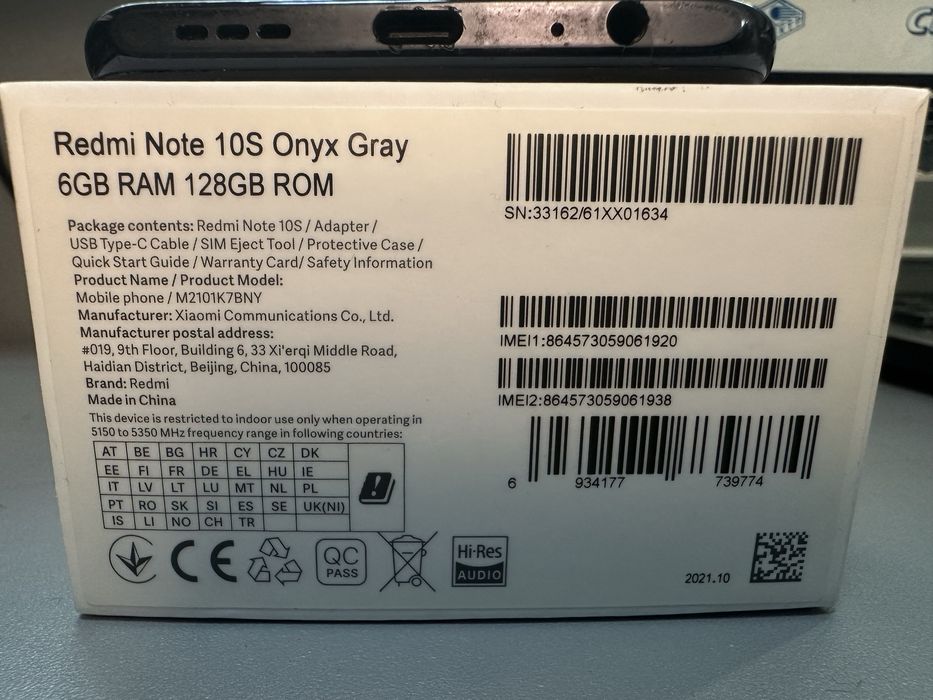 Redmi Note 10S Onyx Gray
6GB RAM 128GB ROM
Package contents: Redmi Note 10S / Adapter /
USB Type-C Cable / SIM Eject Tool / Protective Case /
Quick Start Guide / Warranty Card/ Safety Information
Product Name / Product Model:
Mobile phone / M2101K7BNY
Manufacturer: Xiaomi Communications Co., Ltd.
Manufacturer postal address:
#019, 9th Floor, Building 6, 33 Xi'erqi Middle Road,
Haidian District, Beijing, China, 100085
Brand: Redmi
Made in China
This device is restricted to indoor use only when operating in
5150 to 5350 MHz frequency range in following countries:
AT BE BG HR CY CZ DK
EE FI FR DE EL HU IE
IT LV LT LU MT NL PL
PT RO SK SI ES SE UK(NI)
IS LI NO CH TR
CE
QC
PASS
Hi-Res
AUDIO
SN:33162/61XX01634
IMEI1:864573059061920
IMEI2:864573059061938
6 934177 739774
2021.10